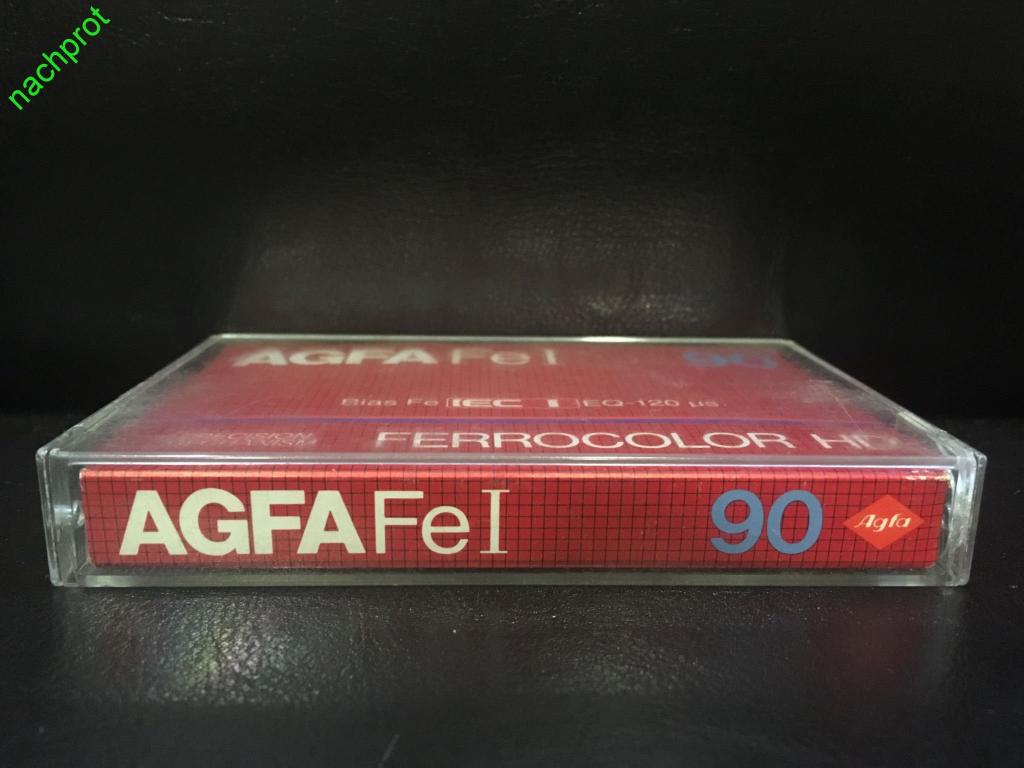 nachprot
AGFA Fe I 90
Bias Fe IEC I EQ-120 µs
FERROCOLOR HD
AGFA Fe I 90 Agfa